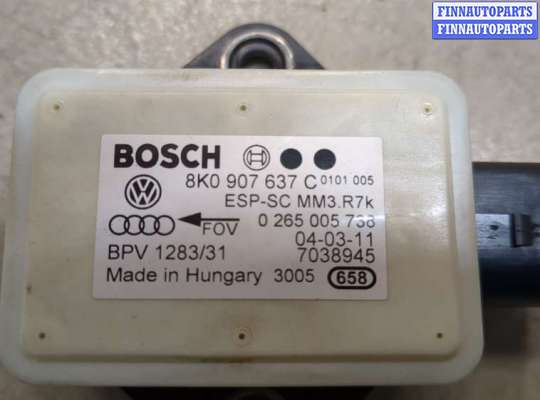 FINNAUTOPARTS
FINNAUTOPARTS
BOSCH
8K0 907 637 C 0101 005
ESP-SC MM3.R7k
FOV 0 265 005 738
04-03-11
BPV 1283/31 7038945
Made in Hungary 3005 658